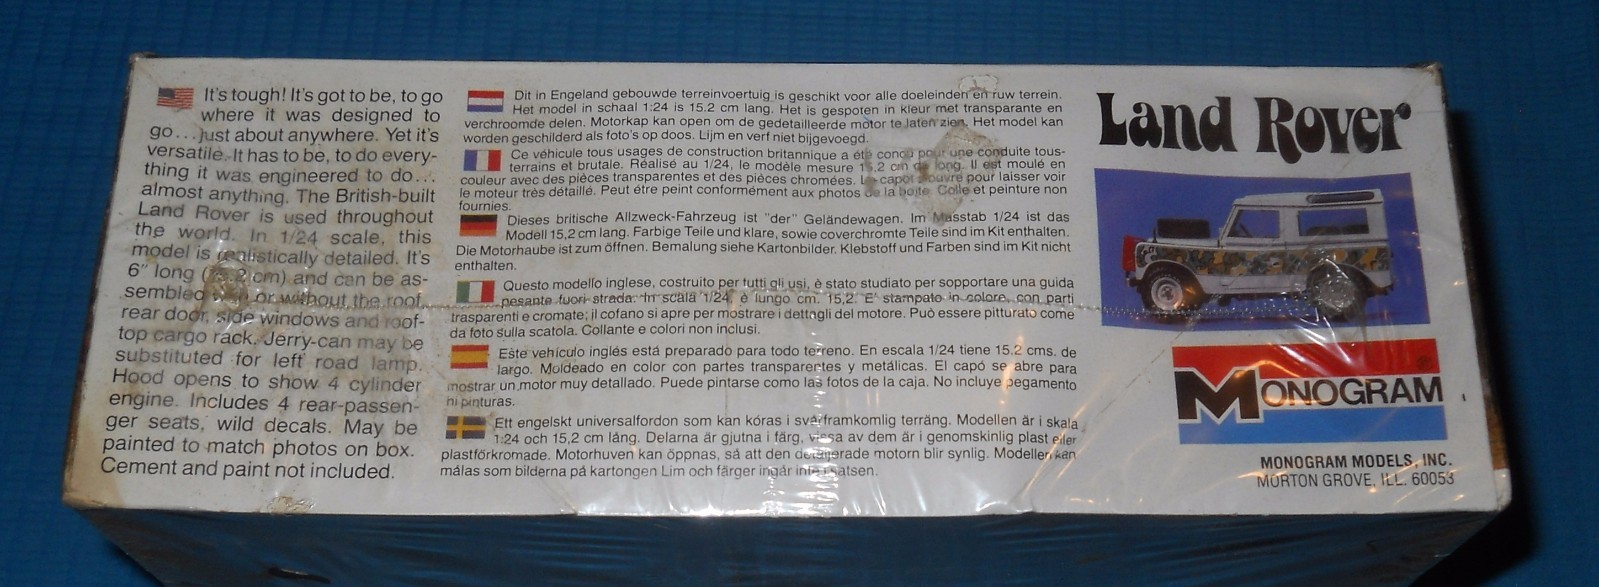 It's tough! It's got to be, to go
where it was designed to
go...just about anywhere. Yet it's
versatile. It has to be, to do every-
thing it was engineered to do...
almost anything. The British-built
Land Rover is used throughout
the world. In 1/24 scale, this
model is realistically detailed. It's
6" long (15.2 cm) and can be as-
sembled with or without the roof,
rear door, side windows and roof-
top cargo rack. Jerry-can may be
substituted for left road lamp.
Hood opens to show 4 cylinder
engine. Includes 4 rear-passen-
ger seats, wild decals. May be
painted to match photos on box.
Cement and paint not included.
Dit in Engeland gebouwde terreinvoertuig is geschikt voor alle doeleinden en ruw terrein.
Het model in schaal 1:24 is 15.2 cm lang. Het is gespoten in kleur met transparante en
verchroomde delen. Motorkap kan open om de gedetailleerde motor te laten zien. Het model kan
worden geschilderd als foto's op doos. Lijm en verf niet bijgevoegd.
Ce véhicule tous usages de construction britannique a été conçu pour une conduite tous-
terrains et brutale. Réalisé au 1/24, le modèle mesure 15,2 cm de long. Il est moulé en
couleur avec des pièces transparentes et des pièces chromées. Le capot s'ouvre pour laisser voir
le moteur très détaillé. Peut étre peint conformément aux photos de la boite. Colle et peinture non
fournies.
Dieses britische Allzweck-Fahrzeug ist "der" Geländewagen. Im Masstab 1/24 ist das
Modell 15,2 cm lang. Farbige Teile und klare, sowie coverchromte Teile sind im Kit enthalten.
Die Motorhaube ist zum öffnen. Bemalung siehe Kartonbilder. Klebstoff und Farben sind im Kit nicht
enthalten.
Questo modello inglese, costruito per tutti gli usi, è stato studiato per sopportare una guida
pesante fuori strada. In scala 1/24, è lungo cm. 15,2. E' stampato in colore, con parti
trasparenti e cromate; il cofano si apre per mostrare i dettagli del motore. Può essere pitturato come
da foto sulla scatola. Collante e colori non inclusi.
Este vehículo inglés está preparado para todo terreno. En escala 1/24 tiene 15.2 cms. de
largo. Moldeado en color con partes transparentes y metálicas. El capó se abre para
mostrar un motor muy detallado. Puede pintarse como las fotos de la caja. No incluye pegamento
ni pinturas.
Ett engelskt universalfordon som kan kóras i svårframkomlig terräng. Modellen är i skala
1:24 och 15,2 cm lång. Delarna är gjutna i färg, vissa av dem är i genomskinlig plast eller
plastförkromade. Motorhuven kan öppnas, så att den detaljerade motorn blir synlig. Modellen kan
målas som bilderna på kartongen Lim och färger ingår inte i satsen.
Land Rover
MONOGRAM
®
MONOGRAM MODELS, INC.
MORTON GROVE, ILL. 60053